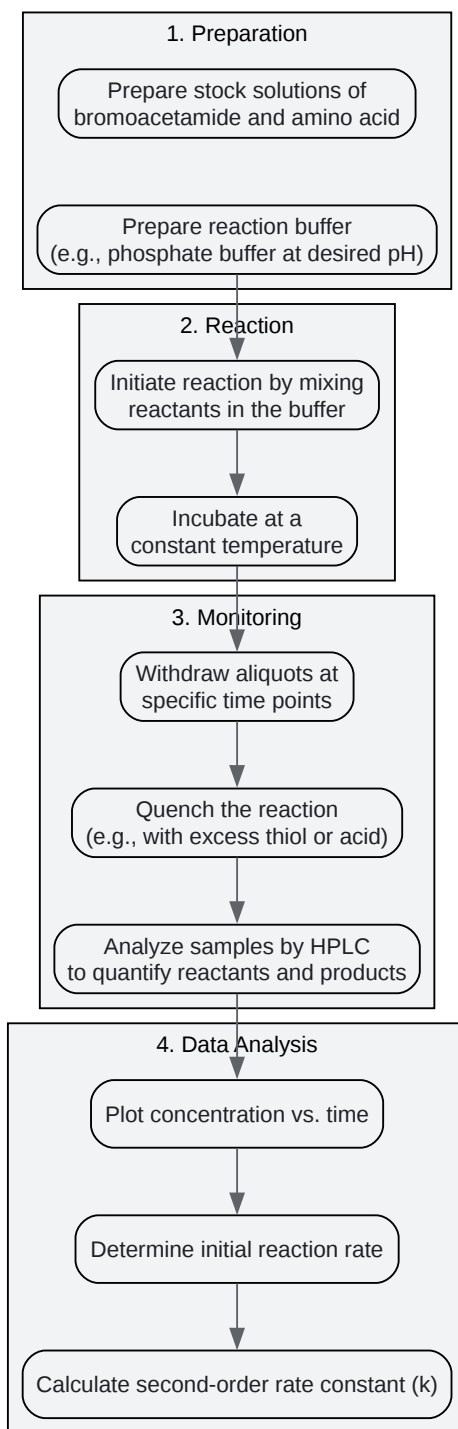 1. Preparation
Prepare stock solutions of
bromoacetamide and amino acid
Prepare reaction buffer
(e.g., phosphate buffer at desired pH)
2. Reaction
Initiate reaction by mixing
reactants in the buffer
Incubate at a
constant temperature
3. Monitoring
Withdraw aliquots at
specific time points
Quench the reaction
(e.g., with excess thiol or acid)
Analyze samples by HPLC
to quantify reactants and products
4. Data Analysis
Plot concentration vs. time
Determine initial reaction rate
Calculate second-order rate constant (k)